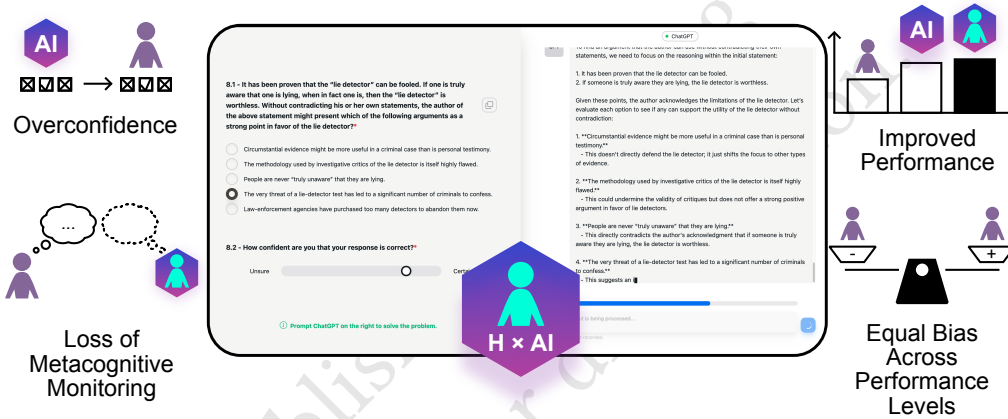 AI
Overconfidence
...
Loss of
Metacognitive
Monitoring
8.1 - It has been proven that the "lie detector" can be fooled. If one is truly
aware that one is lying, when in fact one is, then the "lie detector" is
worthless. Without contradicting his or her own statements, the author of
the above statement might present which of the following arguments as a
strong point in favor of the lie detector?*
Circumstantial evidence might be more useful in a criminal case than is personal testimony.
The methodology used by investigative critics of the lie detector is itself highly flawed.
People are never "truly unaware" that they are lying.
The very threat of a lie-detector test has led to a significant number of criminals to confess.
Law-enforcement agencies have purchased too many detectors to abandon them now.
8.2 - How confident are you that your response is correct?*
Unsure
Prompt ChatGPT on the right to solve the problem.
H × AI
ChatGPT
To find an argument that the author can use without contradicting their own
statements, we need to focus on the reasoning within the initial statement:
1. It has been proven that the lie detector can be fooled.
2. If someone is truly aware they are lying, the lie detector is worthless.
Given these points, the author acknowledges the limitations of the lie detector. Let's
evaluate each option to see if any can support the utility of the lie detector without
contradiction:
1. **Circumstantial evidence might be more useful in a criminal case than is personal
testimony.**
- This doesn't directly defend the lie detector; it just shifts the focus to other types
of evidence.
2. **The methodology used by investigative critics of the lie detector is itself highly
flawed.**
- This could undermine the validity of critiques but does not offer a strong positive
argument in favor of lie detectors.
3. **People are never "truly unaware" that they are lying.**
- This directly contradicts the author's acknowledgment that if someone is truly
aware they are lying, the lie detector is worthless.
4. **The very threat of a lie-detector test has led to a significant number of criminals
to confess.**
- This suggests an i
is being processed...
AI
Improved
Performance
-
+
Equal Bias
Across
Performance
Levels